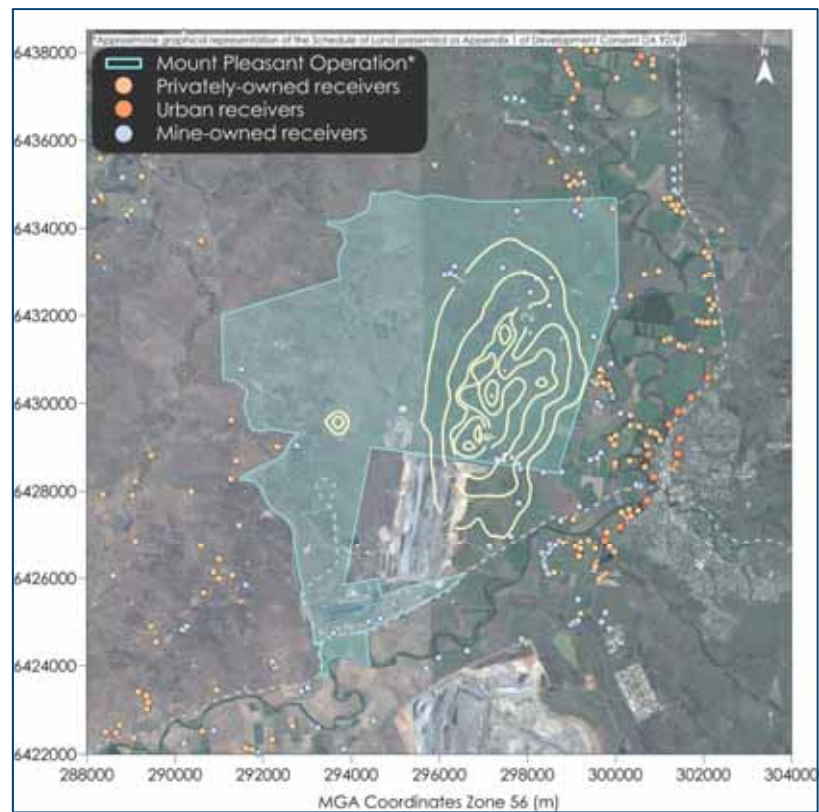 *Approximate graphical representation of the Schedule of Land presented as Appendix 1 of Development Consent DA 92/97
N
Mount Pleasant Operation*
Privately-owned receivers
Urban receivers
Mine-owned receivers
6438000
6436000
6434000
6432000
6430000
6428000
6426000
6424000
6422000
288000 290000 292000 294000 296000 298000 300000 302000 304000
MGA Coordinates Zone 56 (m)